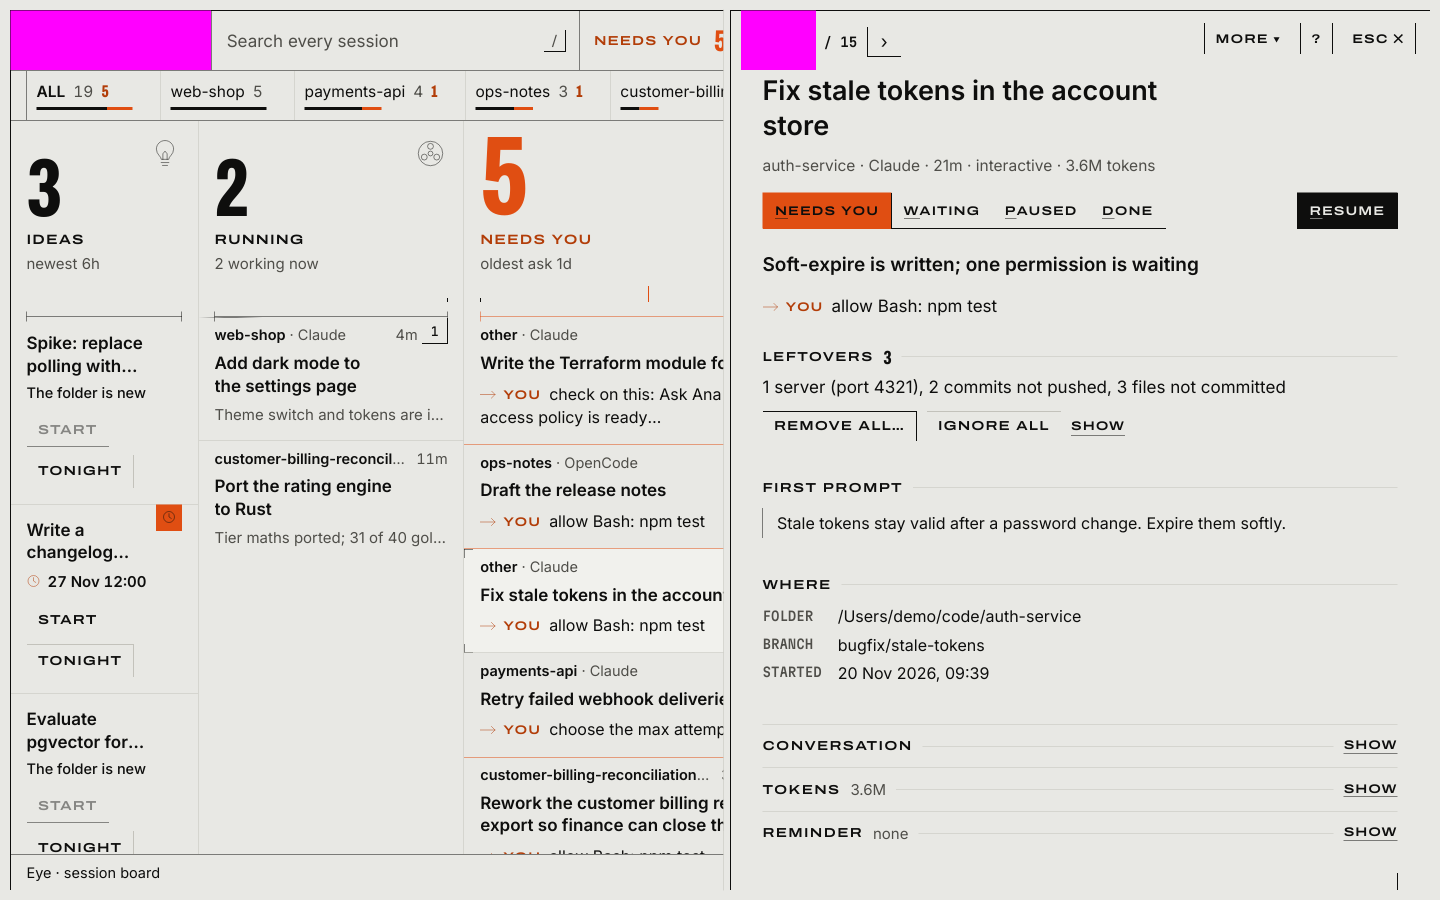 Search every session
/
NEEDS YOU 5
ALL 19 5
web-shop 5
payments-api 4 1
ops-notes 3 1
3
IDEAS
newest 6h
Spike: replace
polling with...
The folder is new
START
TONIGHT
Write a
changelog...
27 Nov 12:00
START
TONIGHT
Evaluate
pgvector for...
The folder is new
START
TONIGHT
2
RUNNING
2 working now
web-shop · Claude 4m 1
Add dark mode to
the settings page
Theme switch and tokens are i...
customer-billing-reconcil... 11m
Port the rating engine
to Rust
Tier maths ported; 31 of 40 gol...
5
NEEDS YOU
oldest ask 1d
other · Claude
Write the Terraform module
→ YOU check on this: Ask Ana
access policy is ready...
ops-notes · OpenCode
Draft the release notes
→ YOU allow Bash: npm test
other · Claude
Fix stale tokens in the
→ YOU allow Bash: npm test
payments-api · Claude
Retry failed webhook
→ YOU choose the max
customer-billing-reconciliation...
Rework the customer billing
export so finance can close
Eye · session board
/ 15 ›
MORE ▾
?
ESC ✕
Fix stale tokens in the account
store
auth-service · Claude · 21m · interactive · 3.6M tokens
NEEDS YOU WAITING PAUSED DONE
RESUME
Soft-expire is written; one permission is waiting
→ YOU allow Bash: npm test
LEFTOVERS 3
1 server (port 4321), 2 commits not pushed, 3 files not committed
REMOVE ALL... IGNORE ALL SHOW
FIRST PROMPT
Stale tokens stay valid after a password change. Expire them softly.
WHERE
FOLDER /Users/demo/code/auth-service
BRANCH bugfix/stale-tokens
STARTED 20 Nov 2026, 09:39
CONVERSATION SHOW
TOKENS 3.6M SHOW
REMINDER none SHOW